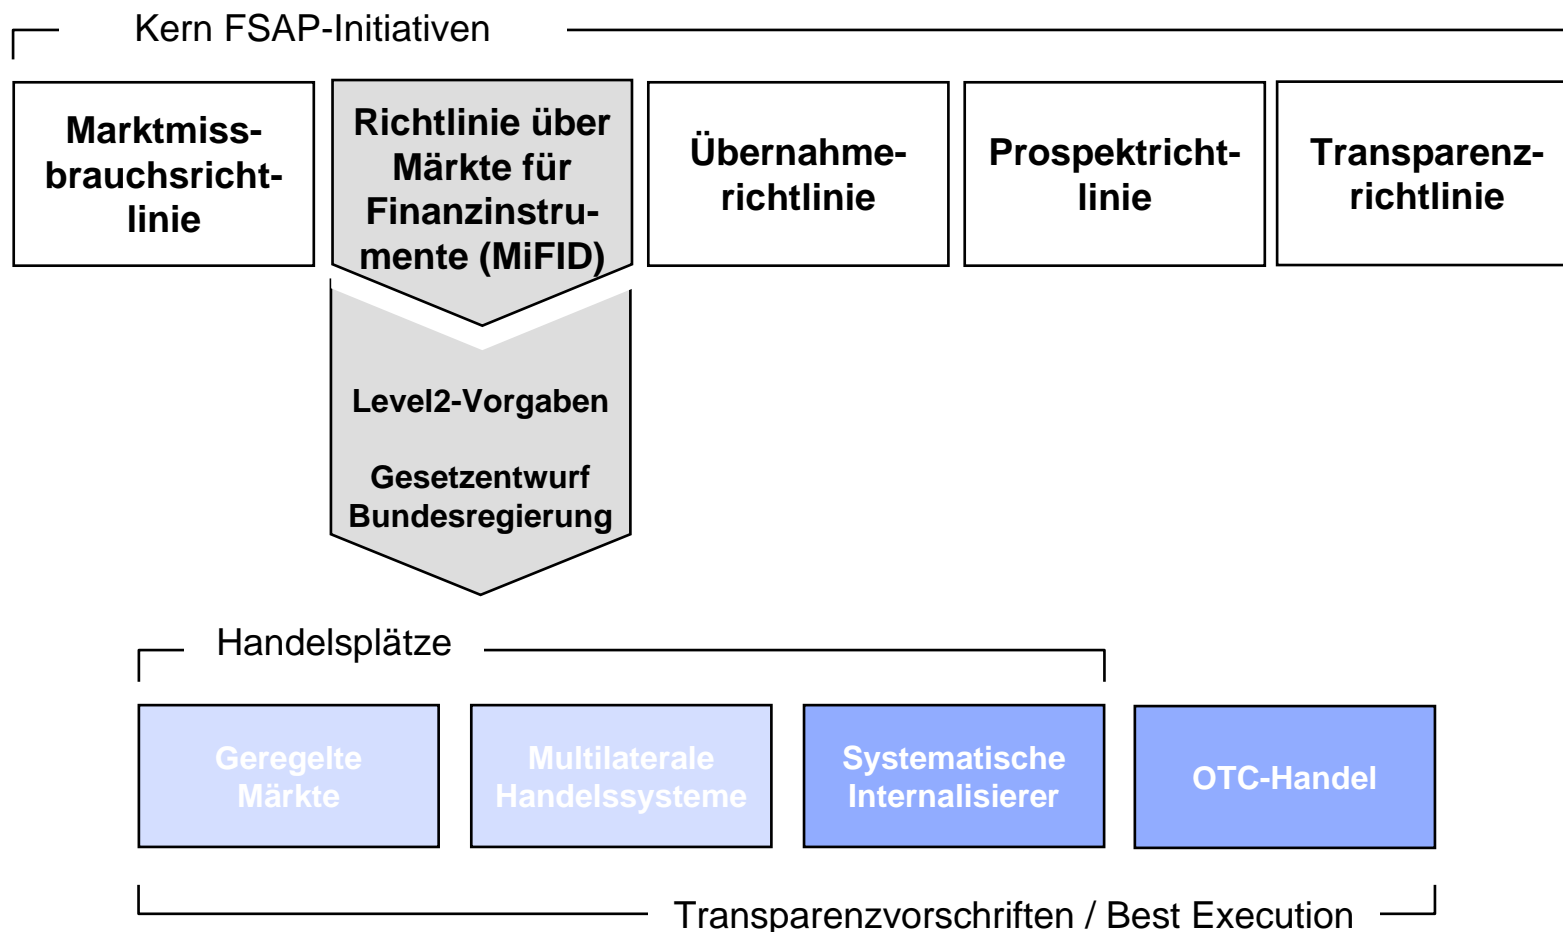 Kern FSAP-Initiativen
Marktmiss-
brauchsricht-
linie
Richtlinie über
Märkte für
Finanzinstru-
mente (MiFID)
Übernahme-
richtlinie
Prospektricht-
linie
Transparenz-
richtlinie
Level2-Vorgaben
Gesetzentwurf
Bundesregierung
Handelsplätze
Geregelte
Märkte
Multilaterale
Handelssysteme
Systematische
Internalisierer
OTC-Handel
Transparenzvorschriften / Best Execution